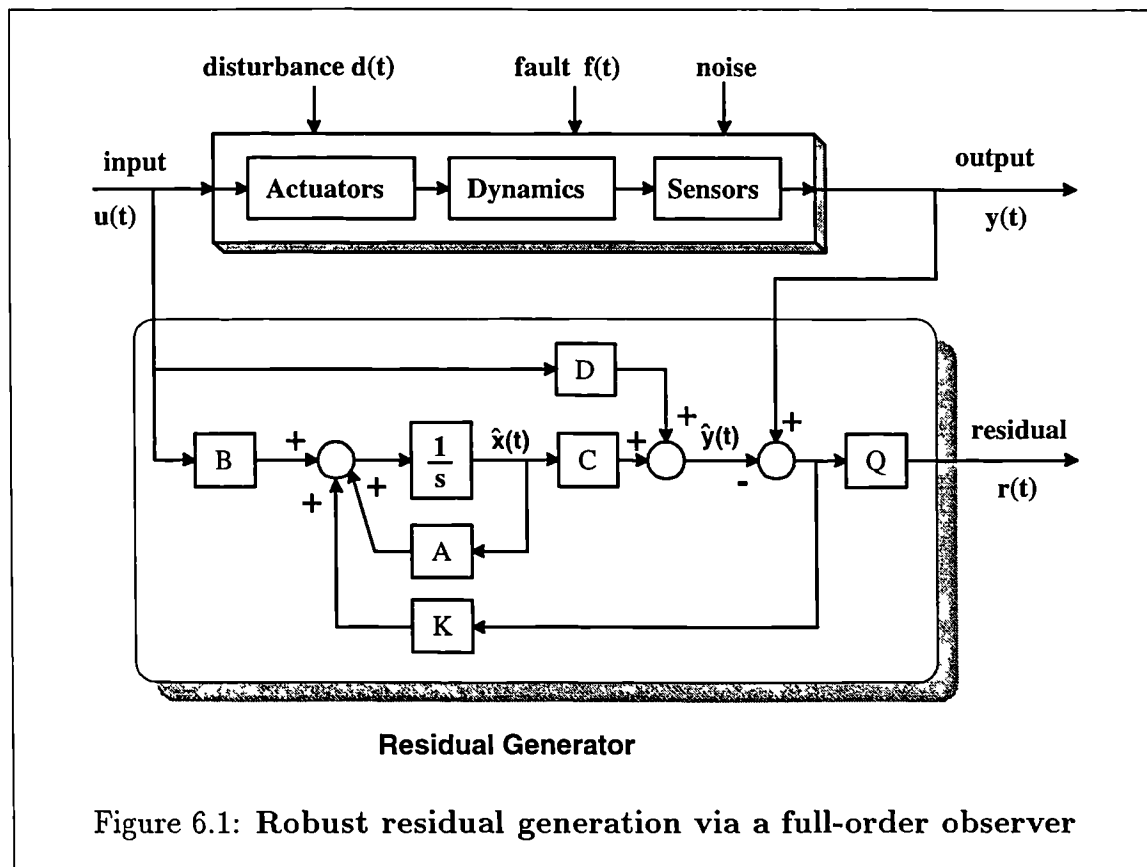 disturbance d(t) fault f(t) noise
input output
Actuators Dynamics Sensors
u(t) y(t)
D
+ + x̂(t) + + ŷ(t) + residual
B 1/s C - Q
+ + r(t)
A
K
Residual Generator
Figure 6.1: Robust residual generation via a full-order observer